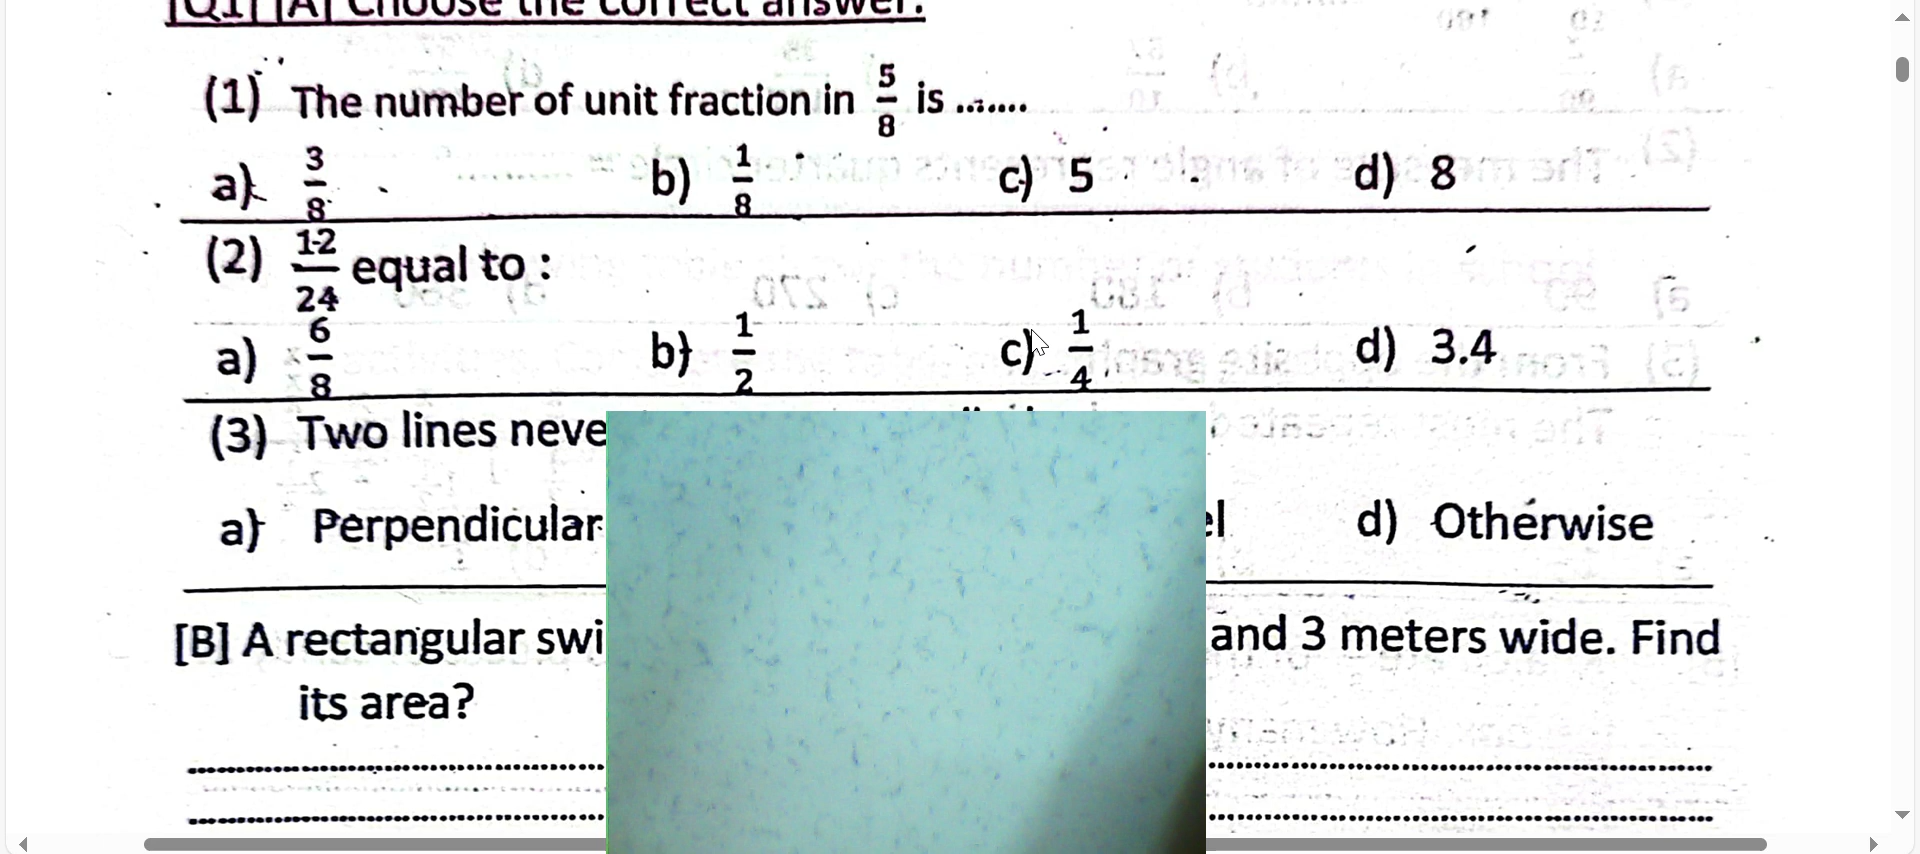 [Q1] [A] Choose the correct answer:
(1) The number of unit fraction in 5/8 is .......
a) 3/8 b) 1/8 c) 5 d) 8
(2) 12/24 equal to :
a) 6/8 b) 1/2 c) 1/4 d) 3.4
(3) Two lines neve
a) Perpendicular el d) Otherwise
[B] A rectangular swi and 3 meters wide. Find
its area?